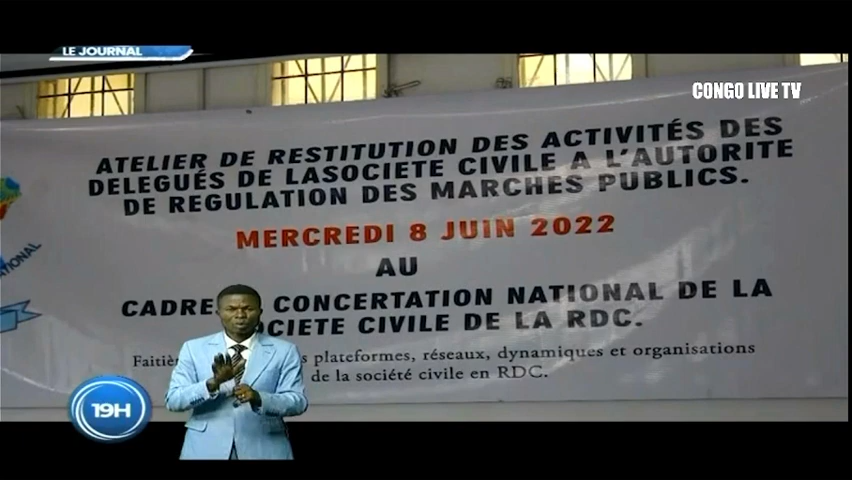 LE JOURNAL
CONGO LIVE TV
ATELIER DE RESTITUTION DES ACTIVITÉS DES
DELEGUÉS DE LASOCIETE CIVILE A L'AUTORITE
DE REGULATION DES MARCHES PUBLICS.
MERCREDI 8 JUIN 2022
AU
CADRE CONCERTATION NATIONAL DE LA
SOCIETE CIVILE DE LA RDC.
plateformes, réseaux, dynamiques et organisations
de la société civile en RDC.
19H